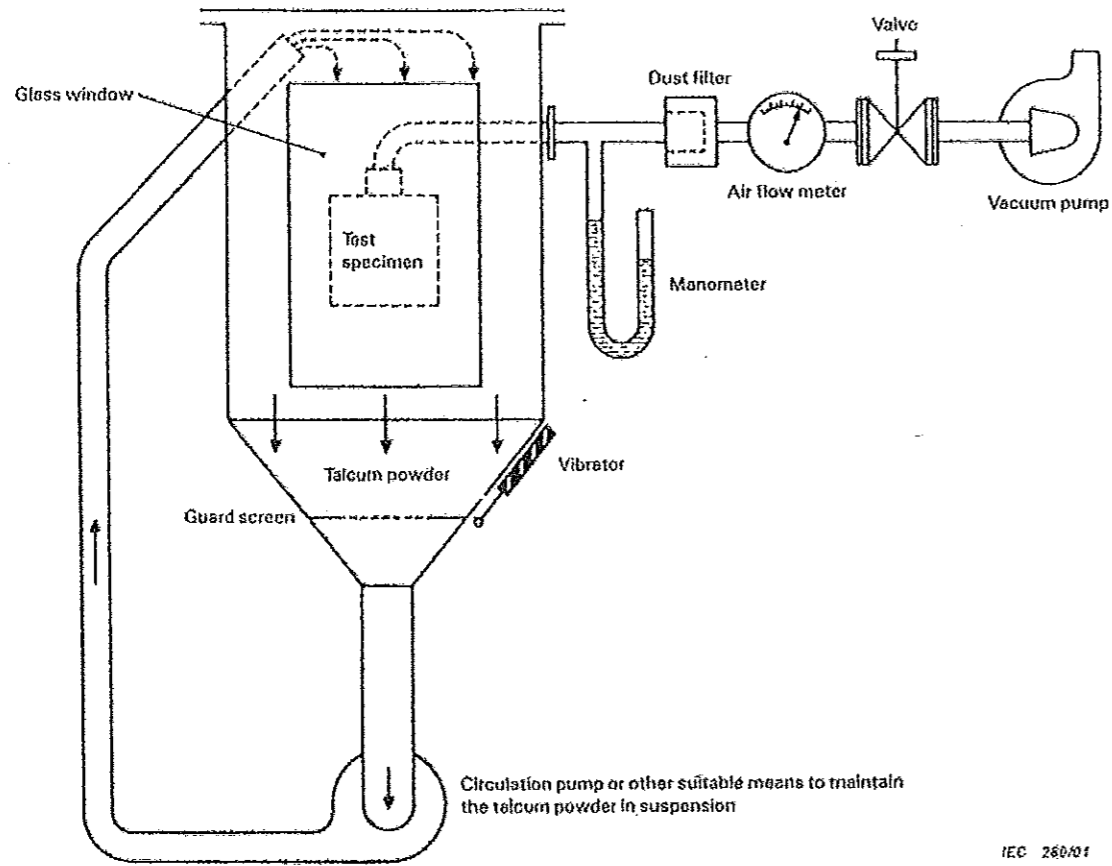 Valve
Dust filter
Glass window
Air flow meter
Vacuum pump
Test
specimen
Manometer
Talcum powder
Vibrator
Guard screen
Circulation pump or other suitable means to maintain
the talcum powder in suspension
IEC 280/01